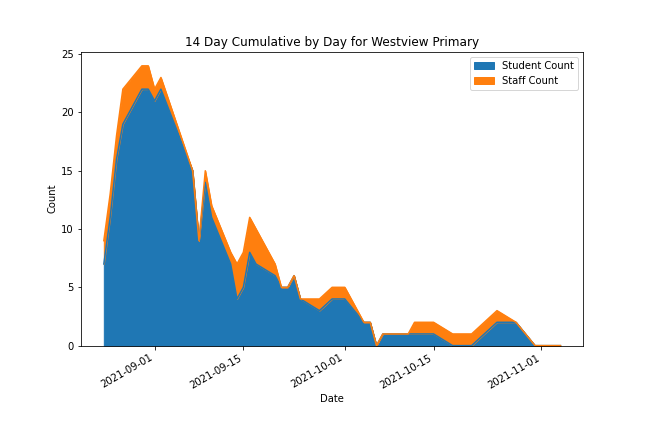 14 Day Cumulative by Day for Westview Primary
Student Count
Staff Count
25
20
15
10
5
0
Count
2021-09-01
2021-09-15
2021-10-01
2021-10-15
2021-11-01
Date